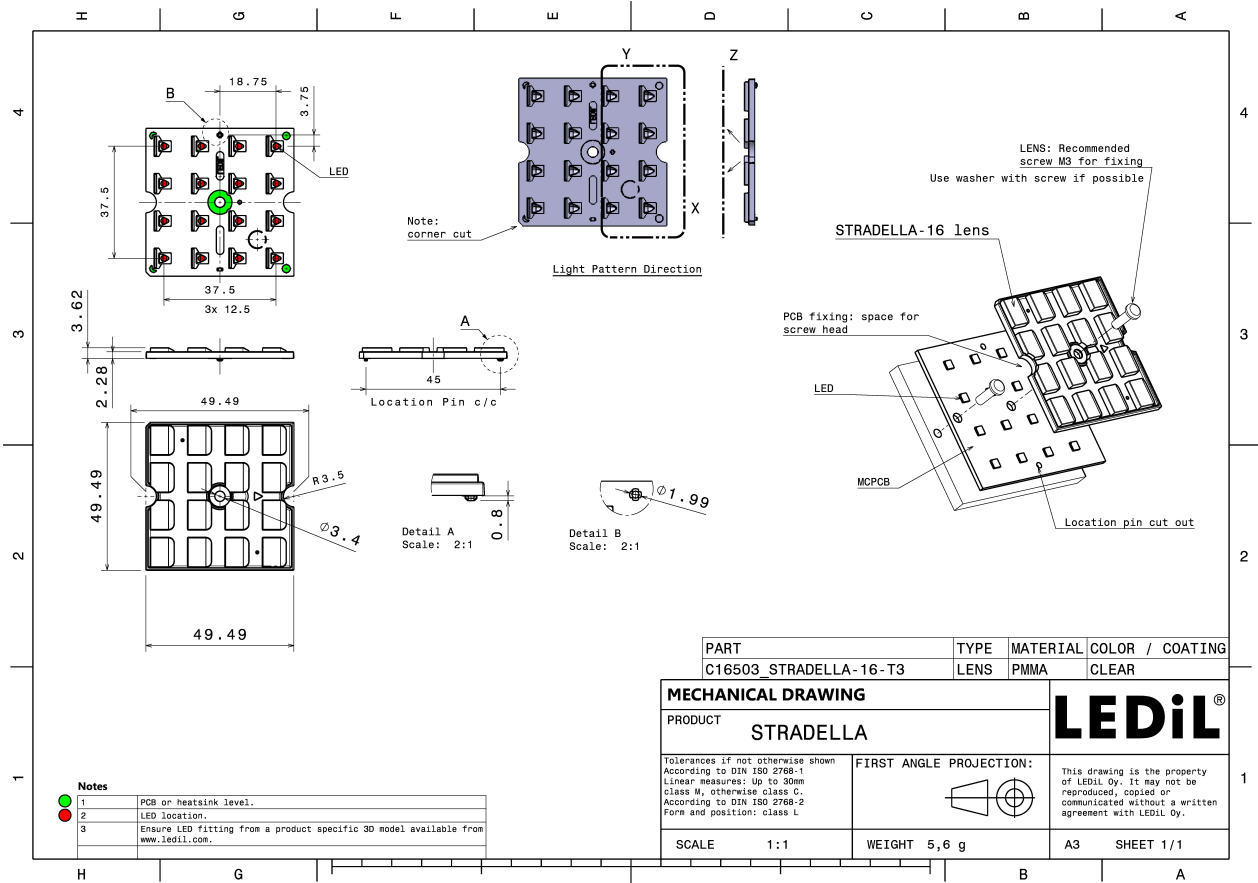 H G F E D C B A
4
4
B
18.75
3.75
37.5
LED
37.5
3x 12.5
Y
Z
X
Note:
corner cut
Light Pattern Direction
LENS: Recommended
screw M3 for fixing
Use washer with screw if possible
STRADELLA-16 lens
PCB fixing: space for
screw head
LED
MCPCB
Location pin cut out
3
3
3.62
2.28
A
45
Location Pin c/c
49.49
49.49
R3.5
Ø3.4
49.49
Detail A
Scale: 2:1
0.8
Detail B
Scale: 2:1
Ø1.99
2
2
PART TYPE MATERIAL COLOR / COATING
C16503_STRADELLA-16-T3 LENS PMMA CLEAR
MECHANICAL DRAWING
PRODUCT
STRADELLA
LEDiL®
Tolerances if not otherwise shown
According to DIN ISO 2768-1
Linear measures: Up to 30mm
class M, otherwise class C.
According to DIN ISO 2768-2
Form and position: class L
FIRST ANGLE PROJECTION:
This drawing is the property
of LEDiL Oy. It may not be
reproduced, copied or
communicated without a written
agreement with LEDiL Oy.
SCALE 1:1
WEIGHT 5,6 g
A3 SHEET 1/1
1
1
Notes
1 PCB or heatsink level.
2 LED location.
3 Ensure LED fitting from a product specific 3D model available from
www.ledil.com.
H G B A